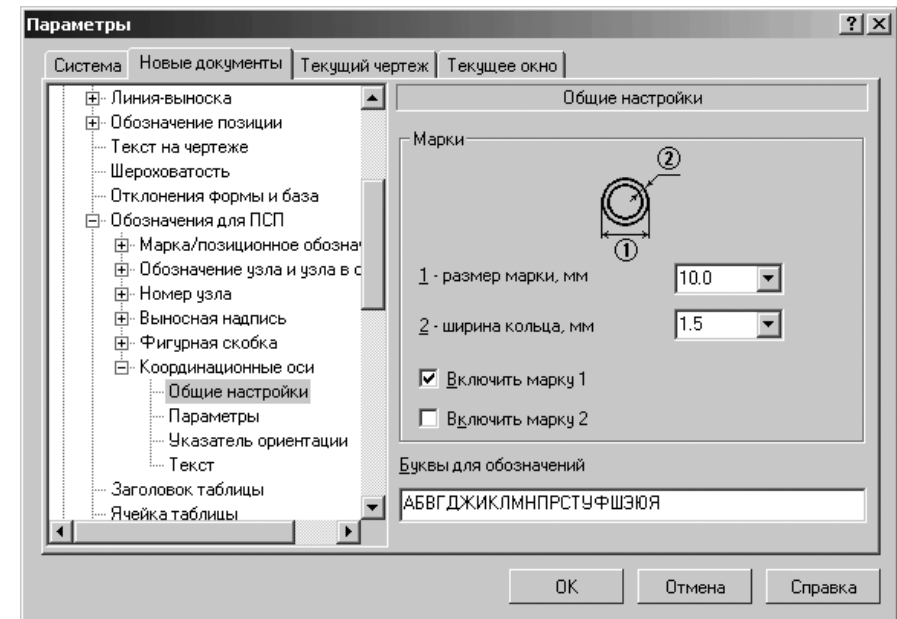 Параметры
Система Новые документы Текущий чертеж Текущее окно
Линия-выноска
Обозначение позиции
Текст на чертеже
Шероховатость
Отклонения формы и база
Обозначения для ПСП
Марка/позиционное обознач
Обозначение узла и узла в с
Номер узла
Выносная надпись
Фигурная скобка
Координационные оси
Общие настройки
Параметры
Указатель ориентации
Текст
Заголовок таблицы
Ячейка таблицы
Общие настройки
Марки
2
1
1 - размер марки, мм 10.0
2 - ширина кольца, мм 1.5
Включить марку 1
Включить марку 2
Буквы для обозначений
АБВГДЖИКЛМНПРСТУФШЭЮЯ
OK Отмена Справка